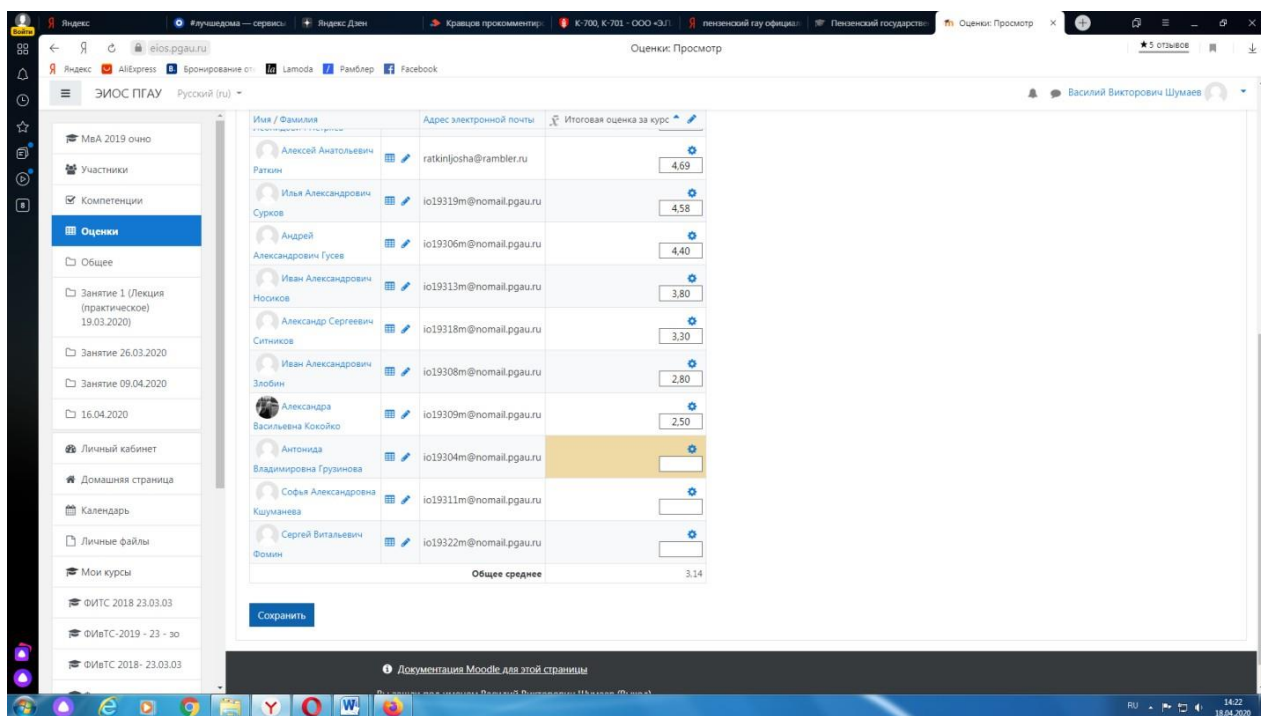 Яндекс
#лучшедома — сервисы
Яндекс Дзен
Кравцов прокомментиро
К-700, К-701 - ООО «ЭЛ
пензенский гау официал
Пензенский государстве
Оценки: Просмотр
Войти
eios.pgau.ru
Оценки: Просмотр
★5 отзывов
Яндекс
AliExpress
Бронирование от
Lamoda
Рамблер
Facebook
ЭИОС ПГАУ
Русский (ru)
Василий Викторович Шумаев
МвА 2019 очно
Участники
Компетенции
Оценки
Общее
Занятие 1 (Лекция
(практическое)
19.03.2020)
Занятие 26.03.2020
Занятие 09.04.2020
16.04.2020
Личный кабинет
Домашняя страница
Календарь
Личные файлы
Мои курсы
ФИТС 2018 23.03.03
ФИвТС-2019 - 23 - зо
ФИвТС 2018- 23.03.03
Имя / Фамилия
Адрес электронной почты
Итоговая оценка за курс
Алексей Анатольевич
Раткин
ratkinljosha@rambler.ru
4,69
Илья Александрович
Сурков
io19319m@nomail.pgau.ru
4,58
Андрей
Александрович Гусев
io19306m@nomail.pgau.ru
4,40
Иван Александрович
Носиков
io19313m@nomail.pgau.ru
3,80
Александр Сергеевич
Ситников
io19318m@nomail.pgau.ru
3,30
Иван Александрович
Злобин
io19308m@nomail.pgau.ru
2,80
Александра
Васильевна Кокойко
io19309m@nomail.pgau.ru
2,50
Антонида
Владимировна Грузинова
io19304m@nomail.pgau.ru
Софья Александровна
Кшуманева
io19311m@nomail.pgau.ru
Сергей Витальевич
Фомин
io19322m@nomail.pgau.ru
Общее среднее
3,14
Сохранить
Документация Moodle для этой страницы
RU
14:22
18.04.2020